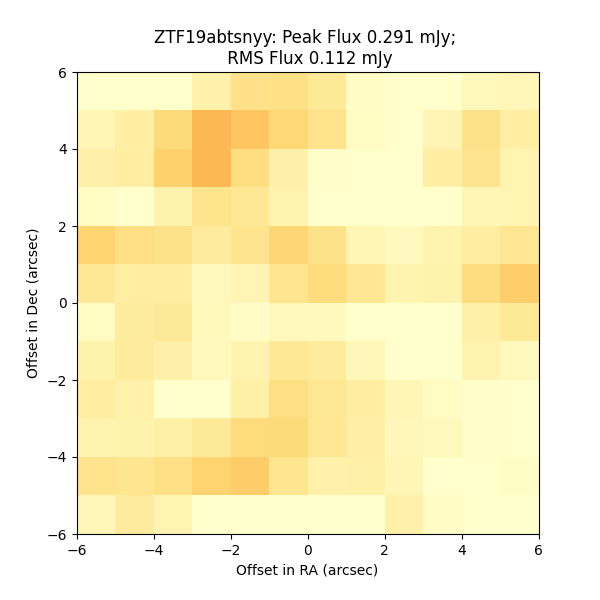 ZTF19abtsnyy: Peak Flux 0.291 mJy;
RMS Flux 0.112 mJy
6
4
2
0
−2
−4
−6
Offset in Dec (arcsec)
−6 −4 −2 0 2 4 6
Offset in RA (arcsec)